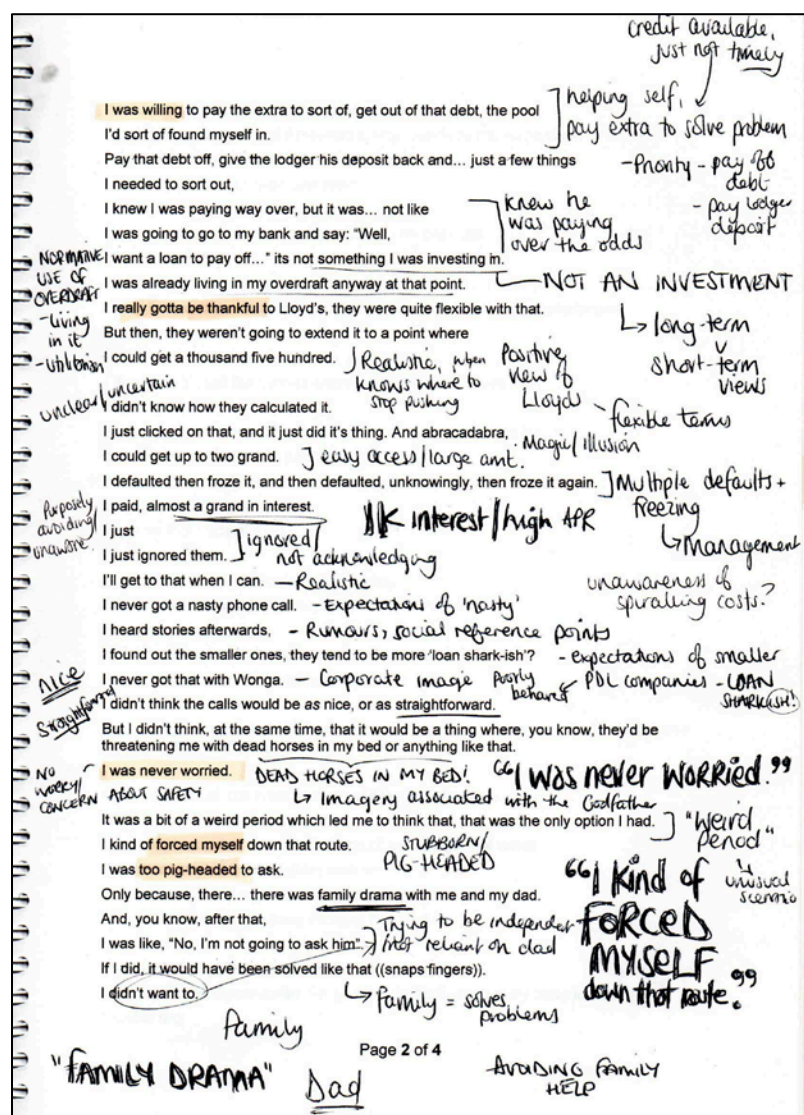 credit available,
just not timely
I was willing to pay the extra to sort of, get out of that debt, the pool
I'd sort of found myself in.
helping self,
pay extra to solve problem
Pay that debt off, give the lodger his deposit back and... just a few things
I needed to sort out,
- Priority - pay off
debt
- pay lodger
deposit
I knew I was paying way over, but it was... not like
I was going to go to my bank and say: “Well,
I want a loan to pay off…” its not something I was investing in.
knew he
was paying
over the odds
I was already living in my overdraft anyway at that point.
NOT AN INVESTMENT
long-term
v
short-term
views
NORMATIVE
USE OF
OVERDRAFT
- living
in it
- utilition
I really gotta be thankful to Lloyd's, they were quite flexible with that.
But then, they weren't going to extend it to a point where
I could get a thousand five hundred.
Realistic, when
knows where to
stop pushing
Positive
view of
Lloyds
- flexible terms
unclear/uncertain
I didn't know how they calculated it.
I just clicked on that, and it just did it's thing. And abracadabra,
Magic/illusion
I could get up to two grand.
easy access/large amt.
I defaulted then froze it, and then defaulted, unknowingly, then froze it again.
Multiple defaults +
freezing
Management
I paid, almost a grand in interest.
1K interest/high APR
Purposely
avoiding/
unaware
I just
I just ignored them.
ignored/
not acknowledging
I'll get to that when I can.
- Realistic
unawareness of
spiralling costs?
I never got a nasty phone call.
- Expectations of 'nasty'
I heard stories afterwards,
- Rumours, social reference points
I found out the smaller ones, they tend to be more 'loan shark-ish'?
- expectations of smaller
PDL companies - LOAN
SHARK(ISH!)
I never got that with Wonga.
- Corporate image
Poorly
behaved
nice
Straightforward
I didn't think the calls would be as nice, or as straightforward.
But I didn't think, at the same time, that it would be a thing where, you know, they'd be
threatening me with dead horses in my bed or anything like that.
I was never worried.
NO
WORRY/
CONCERN ABOUT SAFETY
DEAD HORSES IN MY BED!
Imagery associated with the Godfather
“I was never WORRIED.”
It was a bit of a weird period which led me to think that, that was the only option I had.
"Weird
period"
unusual
scenario
I kind of forced myself down that route.
I was too pig-headed to ask.
STUBBORN/
PIG-HEADED
“I kind of
FORCED
MYSELF
down that route.”
Only because, there... there was family drama with me and my dad.
And, you know, after that,
I was like, “No, I'm not going to ask him”.
Trying to be independent
/not reliant on dad
If I did, it would have been solved like that ((snaps fingers)).
I didn't want to.
Family = solves
problems
Family
Page 2 of 4
"FAMILY DRAMA"
Dad
AVOIDING FAMILY
HELP